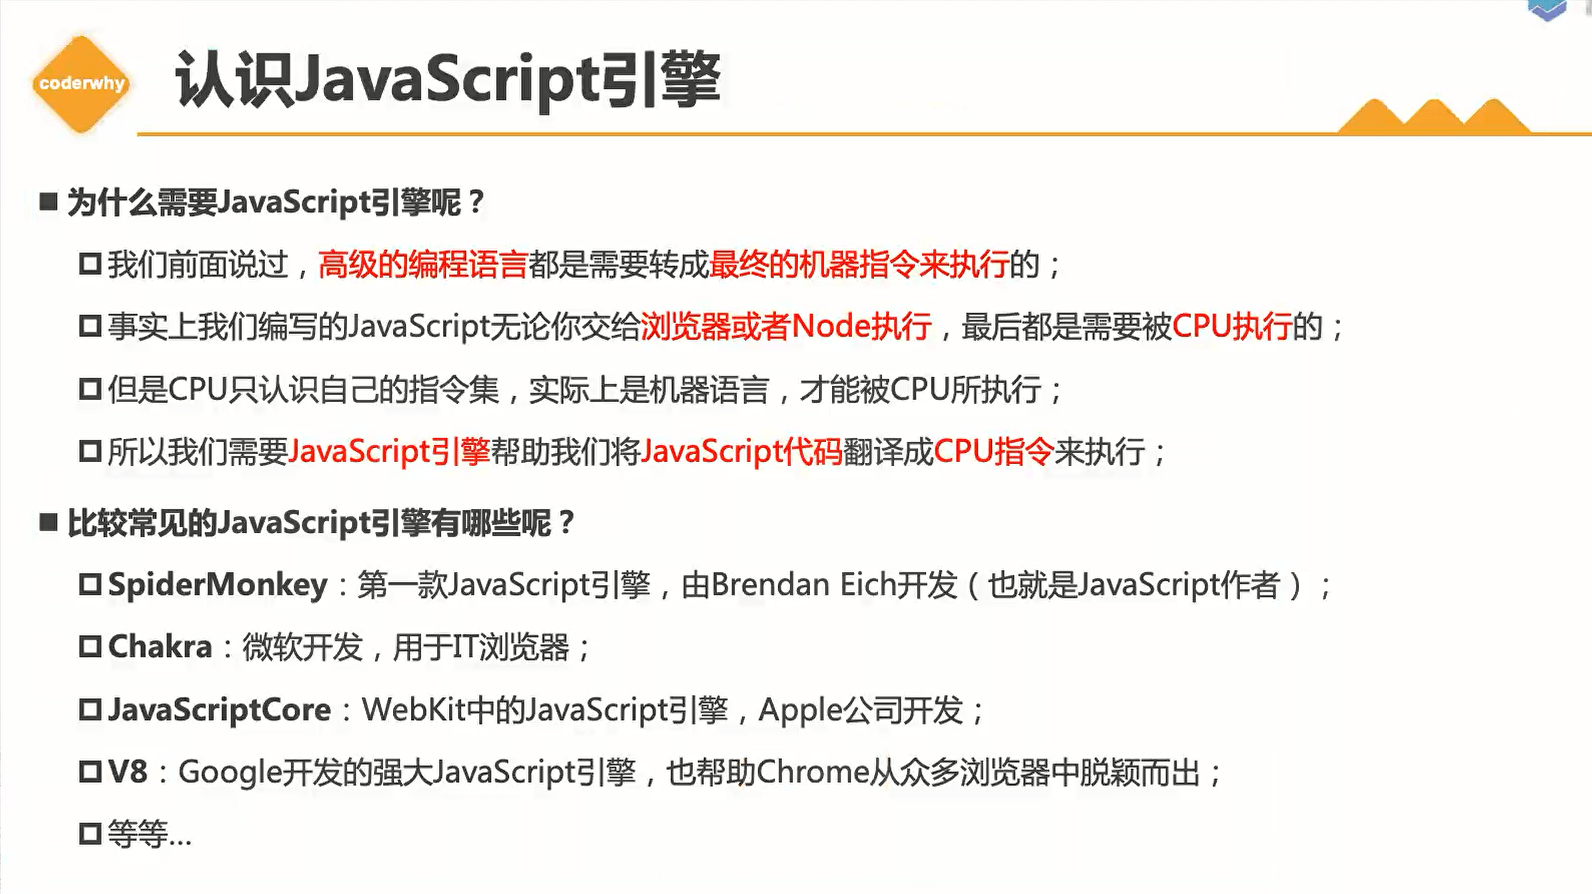 coderwhy
认识JavaScript引擎
为什么需要JavaScript引擎呢？
我们前面说过，高级的编程语言都是需要转成最终的机器指令来执行的；
事实上我们编写的JavaScript无论你交给浏览器或者Node执行，最后都是需要被CPU执行的；
但是CPU只认识自己的指令集，实际上是机器语言，才能被CPU所执行；
所以我们需要JavaScript引擎帮助我们将JavaScript代码翻译成CPU指令来执行；
比较常见的JavaScript引擎有哪些呢？
SpiderMonkey：第一款JavaScript引擎，由Brendan Eich开发（也就是JavaScript作者）；
Chakra：微软开发，用于IT浏览器；
JavaScriptCore：WebKit中的JavaScript引擎，Apple公司开发；
V8：Google开发的强大JavaScript引擎，也帮助Chrome从众多浏览器中脱颖而出；
等等…